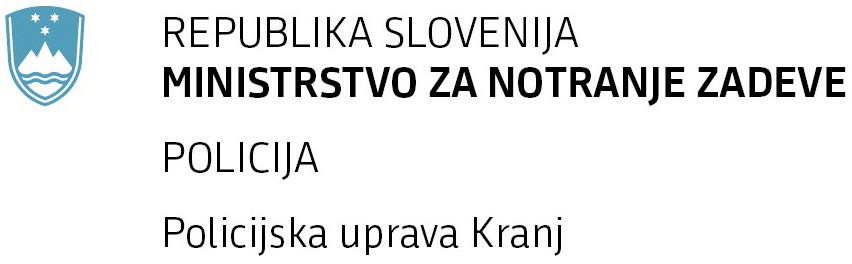 REPUBLIKA SLOVENIJA
MINISTRSTVO ZA NOTRANJE ZADEVE
POLICIJA
Policijska uprava Kranj